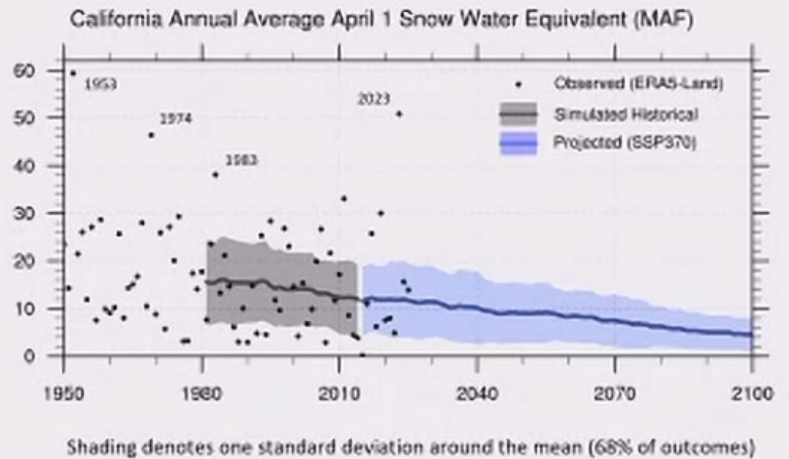 California Annual Average April 1 Snow Water Equivalent (MAF)
60
50
40
30
20
10
0
1953
1974
1983
2023
Observed (ERA5-Land)
Simulated Historical
Projected (SSP370)
1950 1980 2010 2040 2070 2100
Shading denotes one standard deviation around the mean (68% of outcomes)